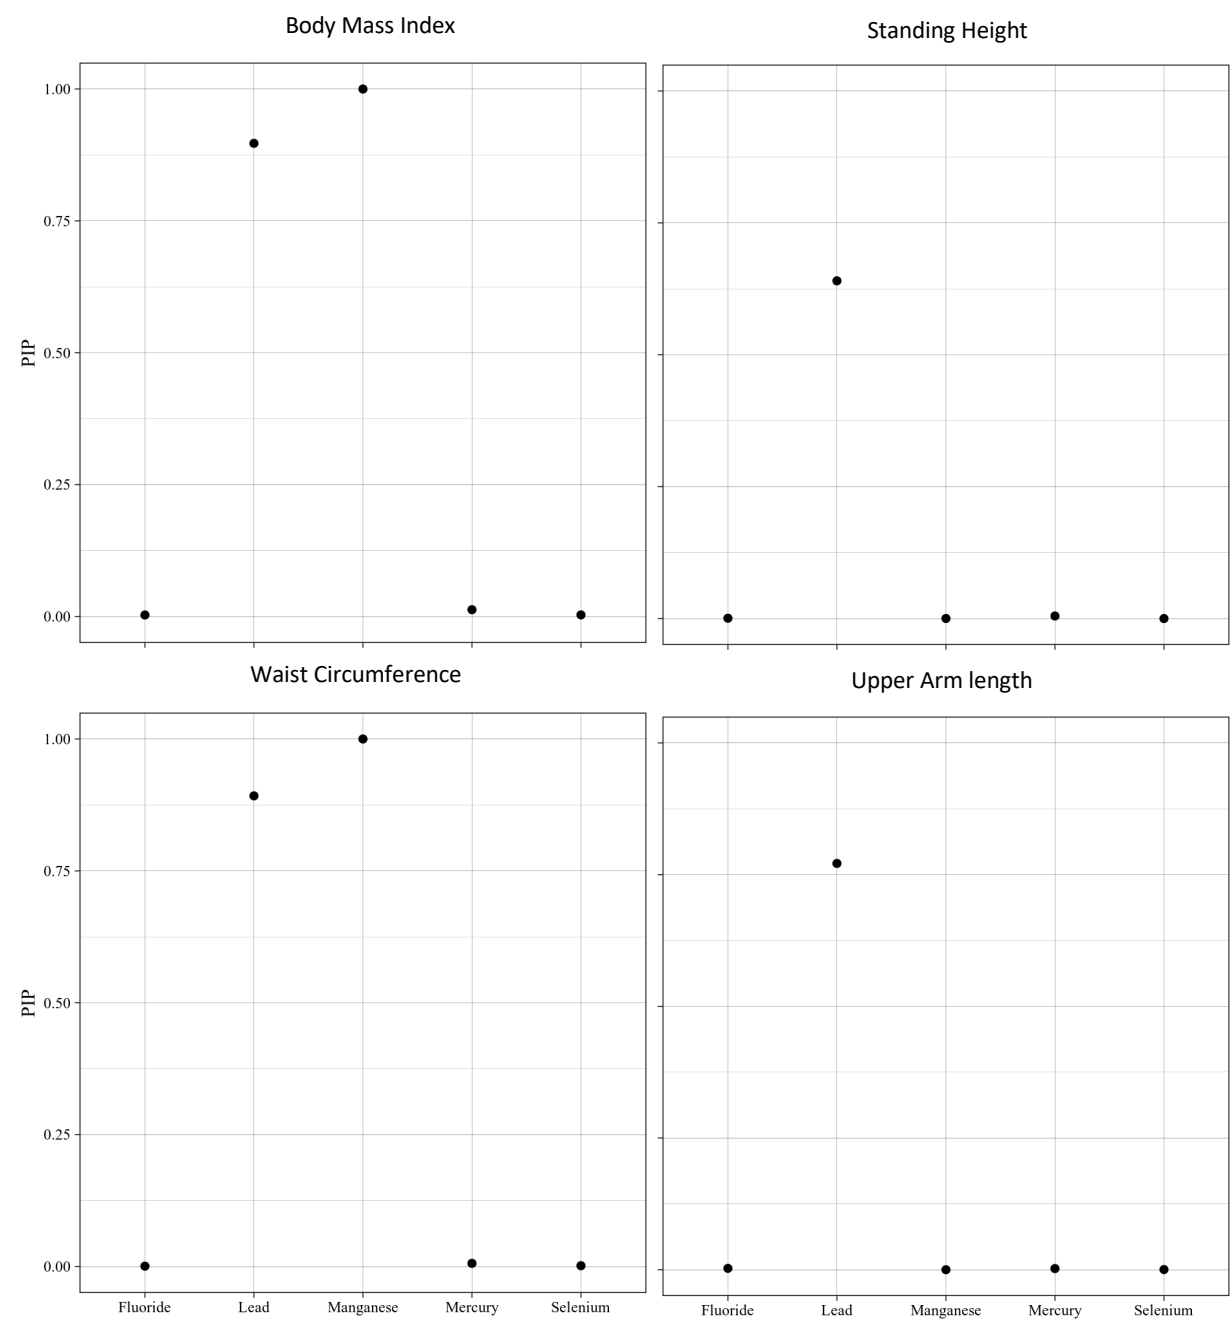 Body Mass Index
Standing Height
1.00
0.75
0.50
0.25
0.00
PIP
Waist Circumference
Upper Arm length
1.00
0.75
0.50
0.25
0.00
PIP
Fluoride Lead Manganese Mercury Selenium
Fluoride Lead Manganese Mercury Selenium